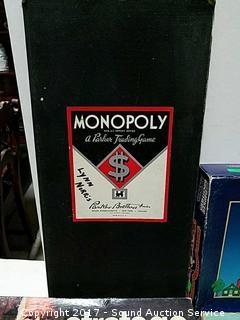 MONOPOLY
A Parker Trading Game
$
Lynn
Parker Brothers Inc.
Copyright 2017 - Sound Auction Service